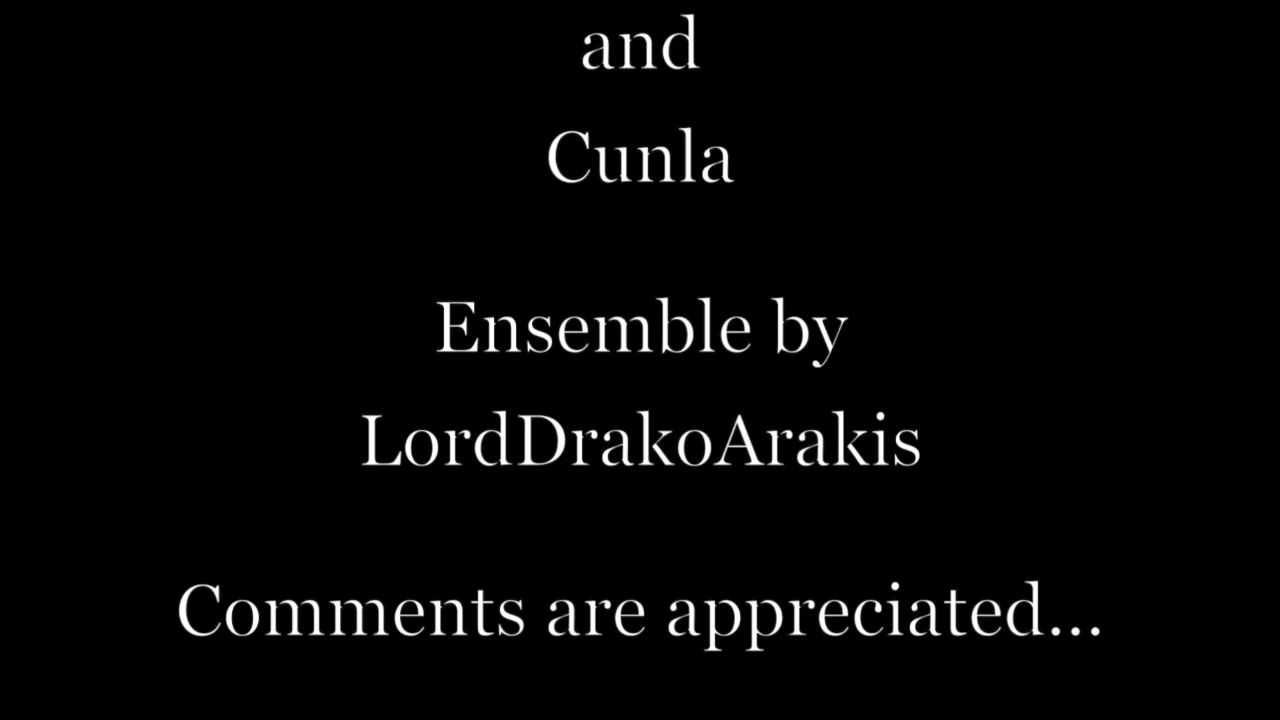 and
Cunla
Ensemble by
LordDrakoArakis
Comments are appreciated...